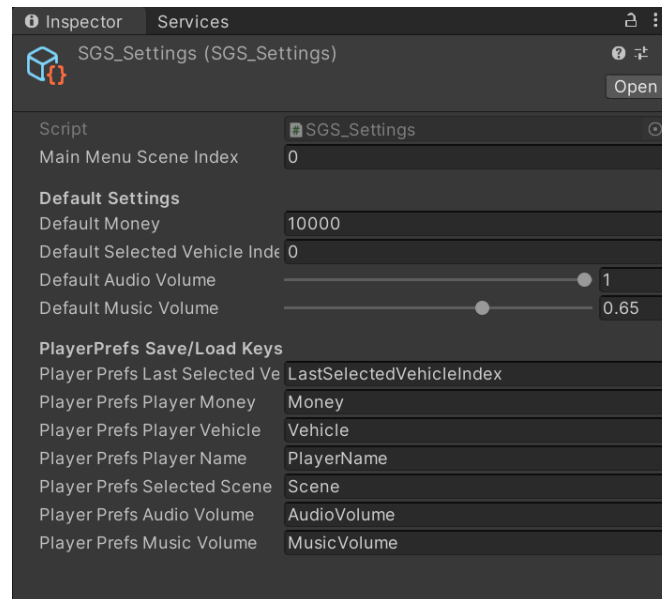 Inspector Services
SGS_Settings (SGS_Settings)
Open
Script SGS_Settings
Main Menu Scene Index 0
Default Settings
Default Money 10000
Default Selected Vehicle Inde 0
Default Audio Volume 1
Default Music Volume 0.65
PlayerPrefs Save/Load Keys
Player Prefs Last Selected Ve LastSelectedVehicleIndex
Player Prefs Player Money Money
Player Prefs Player Vehicle Vehicle
Player Prefs Player Name PlayerName
Player Prefs Selected Scene Scene
Player Prefs Audio Volume AudioVolume
Player Prefs Music Volume MusicVolume